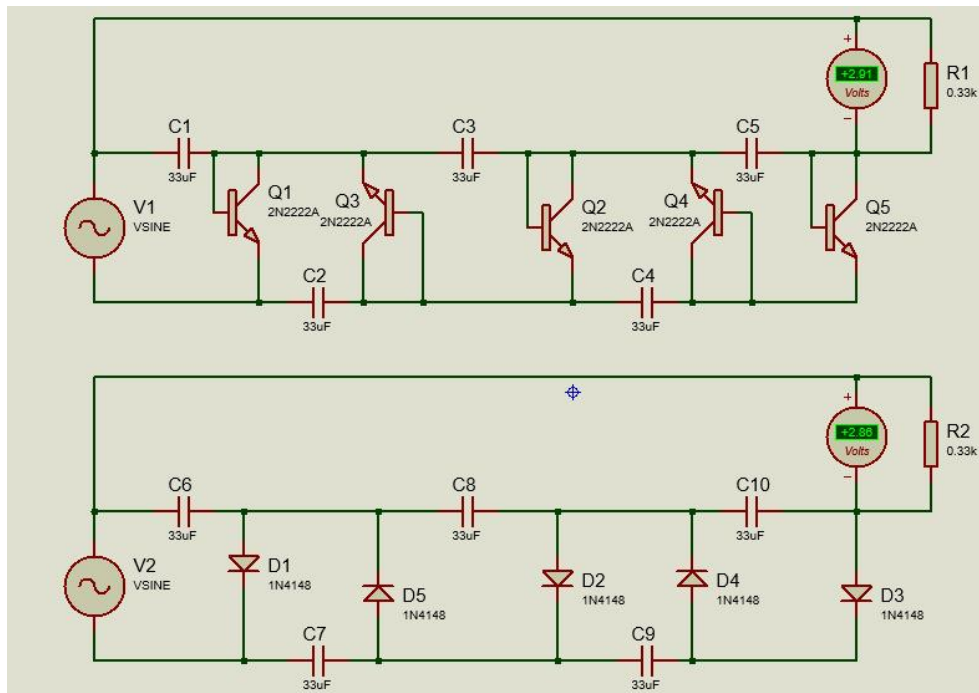 +
+2.91
Volts
−
R1
0.33k
C1
33uF
C3
33uF
C5
33uF
V1
VSINE
Q1
2N2222A
Q3
2N2222A
Q2
2N2222A
Q4
2N2222A
Q5
2N2222A
C2
33uF
C4
33uF
+
+2.86
Volts
−
R2
0.33k
C6
33uF
C8
33uF
C10
33uF
V2
VSINE
D1
1N4148
D5
1N4148
D2
1N4148
D4
1N4148
D3
1N4148
C7
33uF
C9
33uF